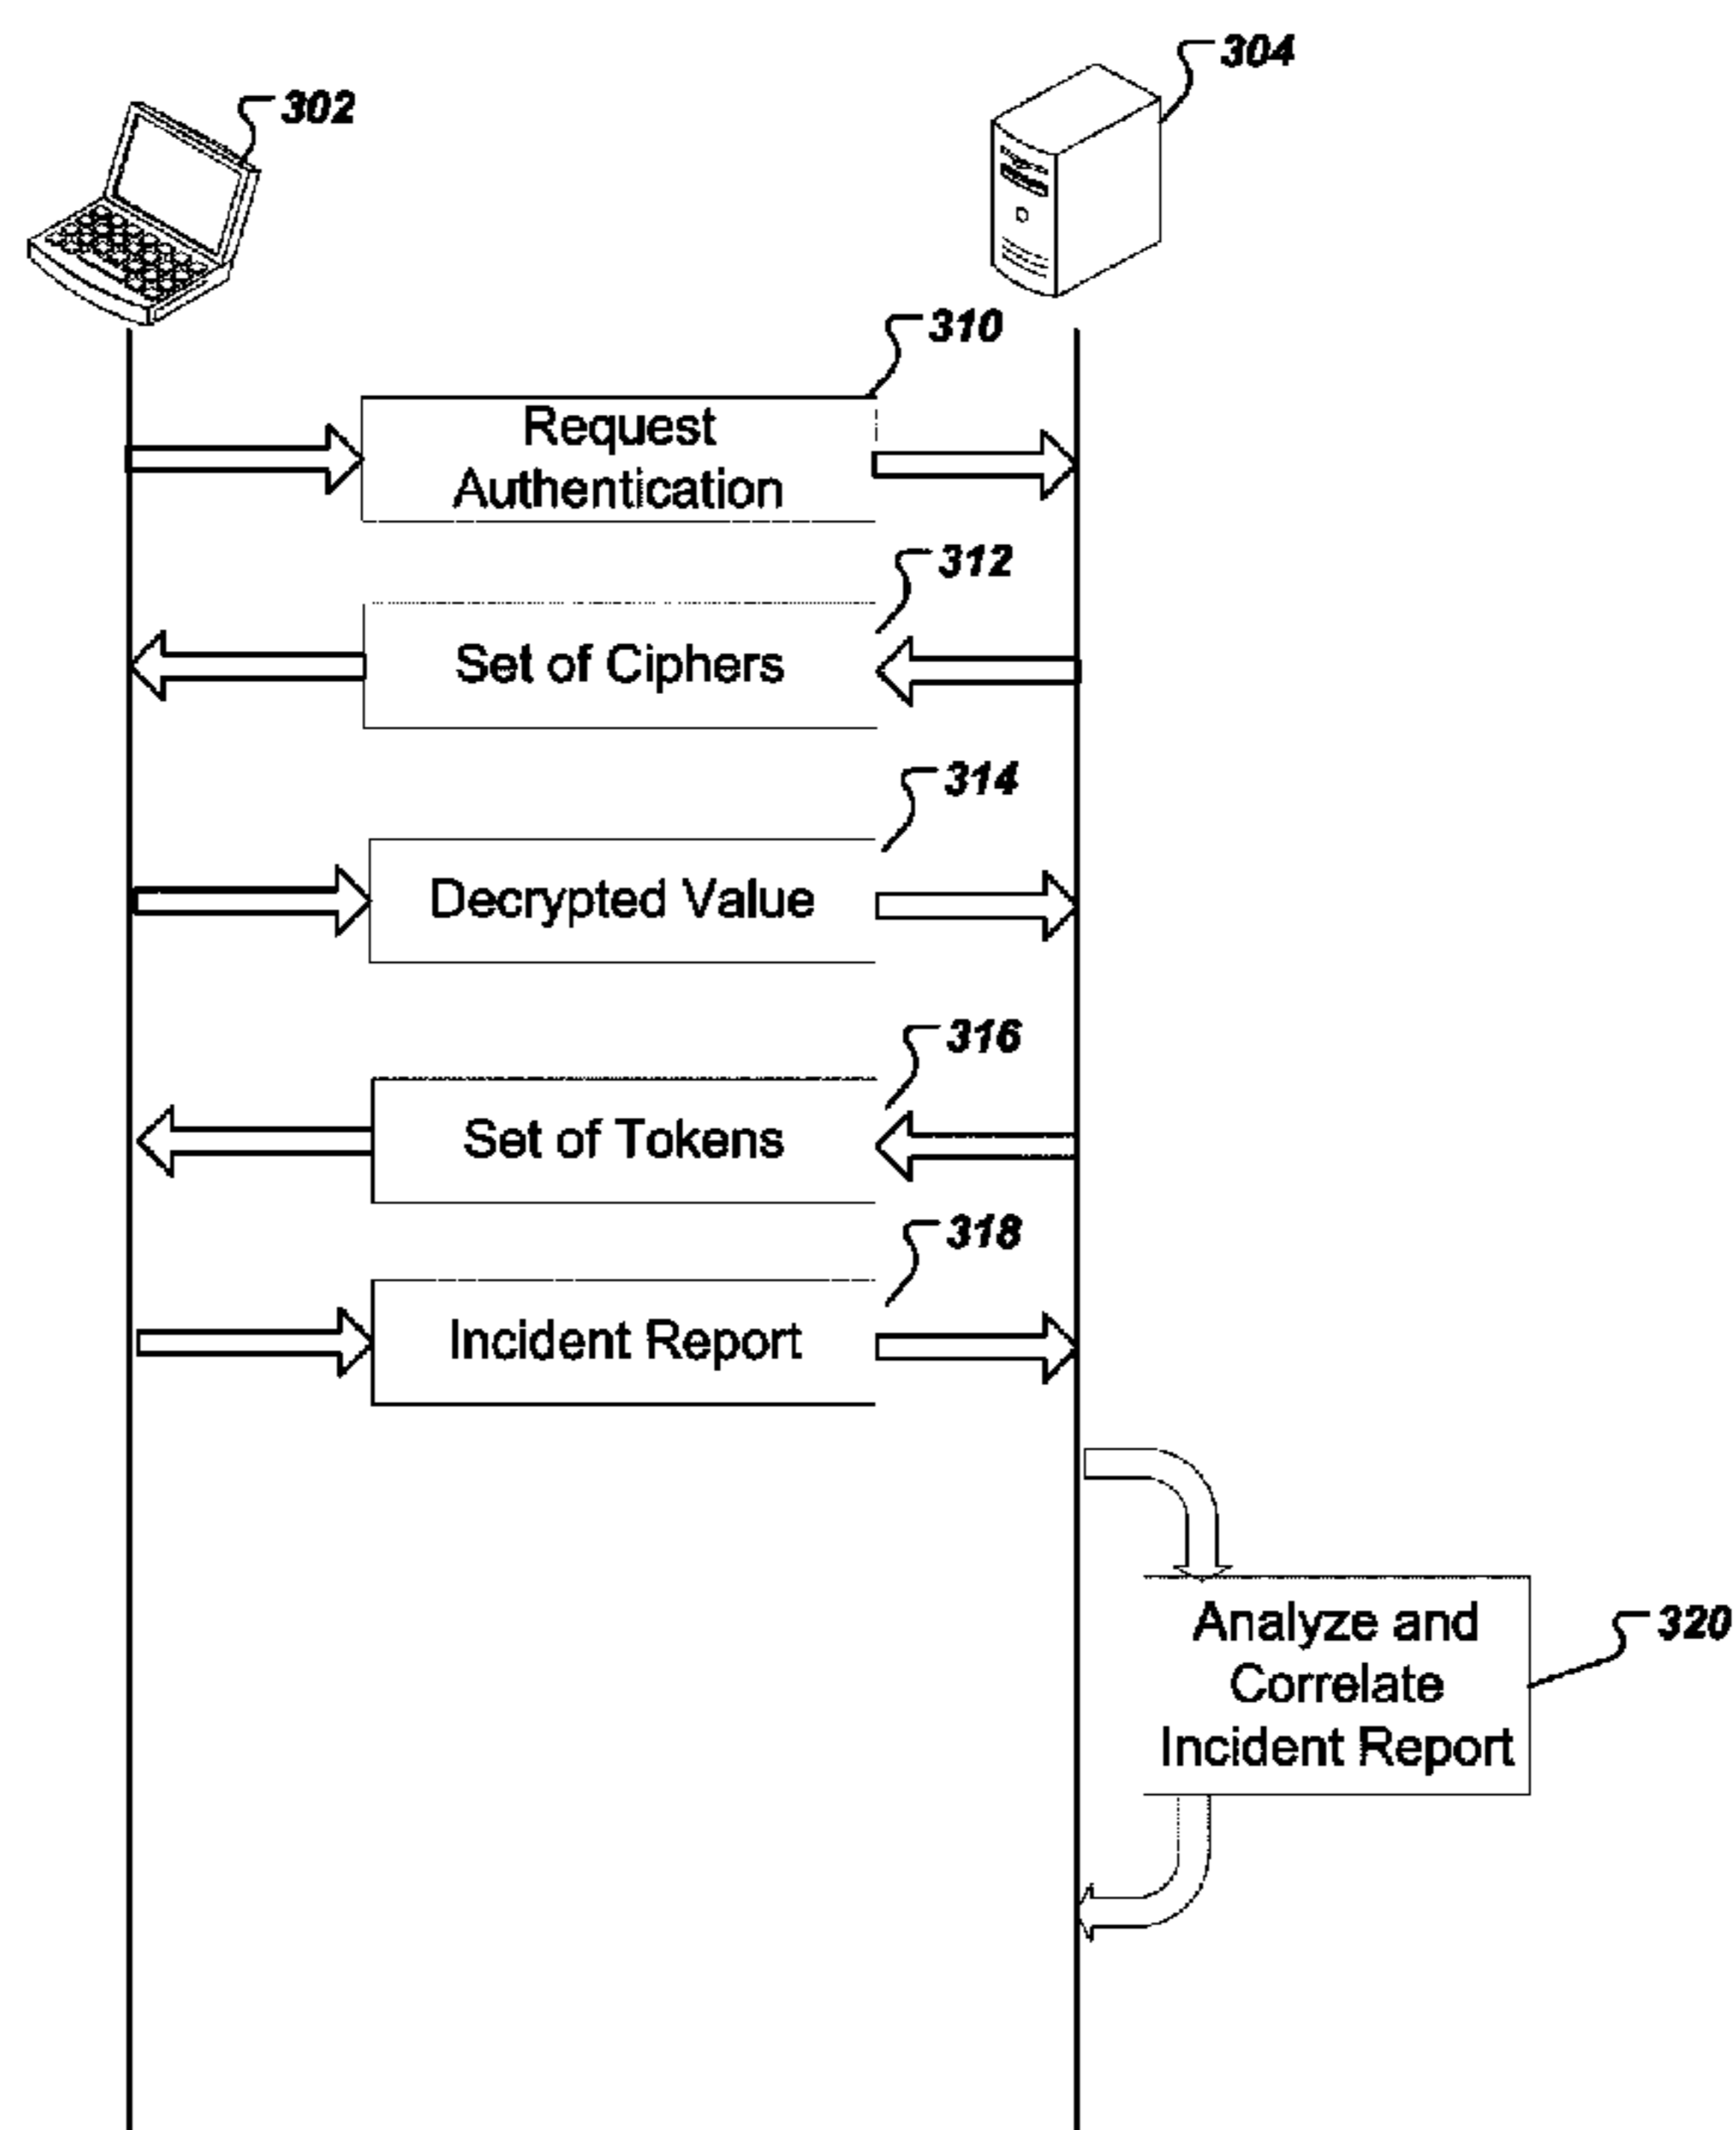 304
302
310
Request
Authentication
312
Set of Ciphers
314
Decrypted Value
316
Set of Tokens
318
Incident Report
Analyze and
Correlate
Incident Report
320